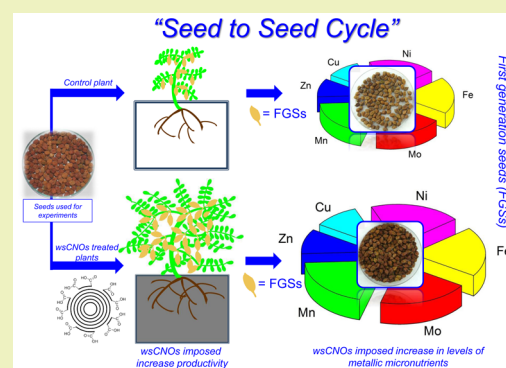 “Seed to Seed Cycle”
Control plant
= FGSs
Cu
Ni
Zn
Fe
Mn
Mo
First generation seeds (FGSs)
Seeds used for
experiments
wsCNOs treated
plants
= FGSs
Cu
Ni
Zn
Fe
Mn
Mo
wsCNOs imposed
increase productivity
wsCNOs imposed increase in levels of
metallic micronutrients